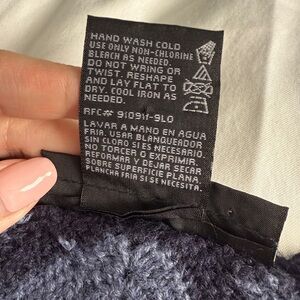 HAND WASH COLD
USE ONLY NON-CHLORINE
BLEACH AS NEEDED.
DO NOT WRING OR
TWIST. RESHAPE
AND LAY FLAT TO
DRY. COOL IRON AS
NEEDED.
RFC# 910911-9L0
LAVAR A MANO EN AGUA
FRIA. USAR BLANQUEADOR
SIN CLORO SI ES NECESARIO.
NO TORCER O EXPRIMIR.
REFORMAR Y DEJAR SECAR
SOBRE SUPERFICIE PLANA.
PLANCHA FRIA SI SE NECESITA.